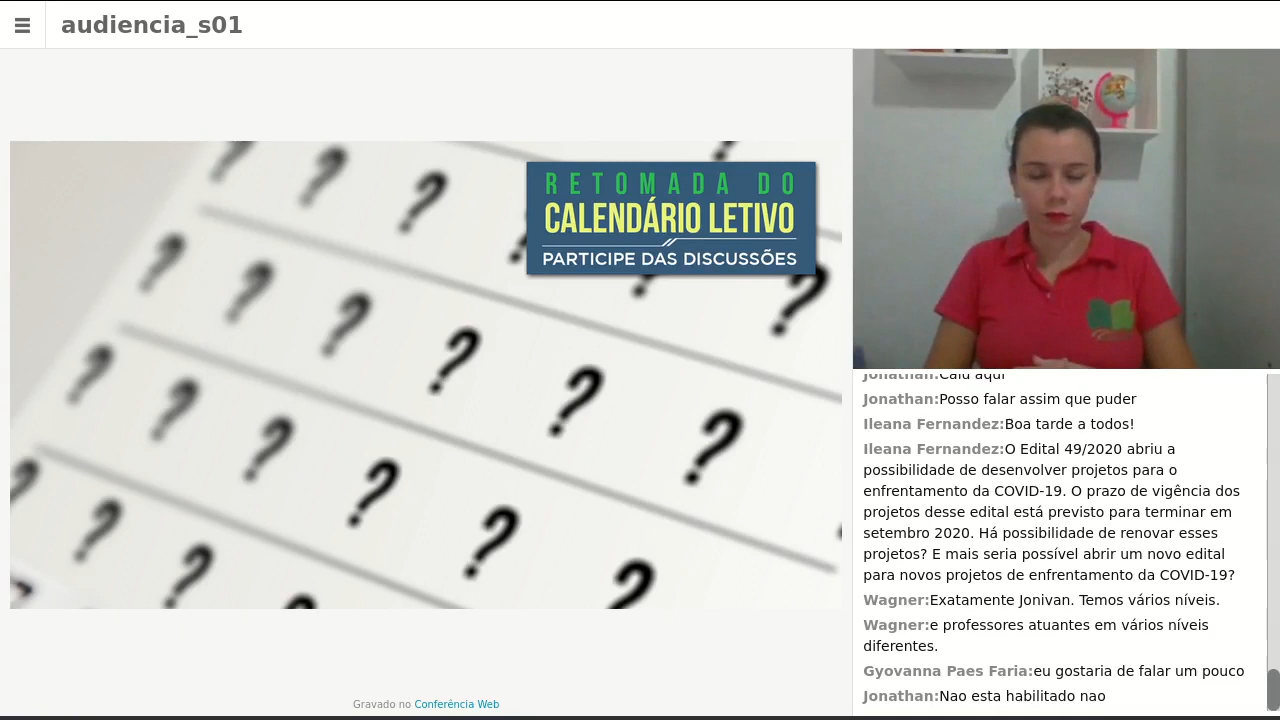 audiencia_s01
RETOMADA DO
CALENDÁRIO LETIVO
PARTICIPE DAS DISCUSSÕES
Jonathan:Caiu aqui
Jonathan:Posso falar assim que puder
Ileana Fernandez:Boa tarde a todos!
Ileana Fernandez:O Edital 49/2020 abriu a
possibilidade de desenvolver projetos para o
enfrentamento da COVID-19. O prazo de vigência dos
projetos desse edital está previsto para terminar em
setembro 2020. Há possibilidade de renovar esses
projetos? E mais seria possível abrir um novo edital
para novos projetos de enfrentamento da COVID-19?
Wagner:Exatamente Jonivan. Temos vários níveis.
Wagner:e professores atuantes em vários níveis
diferentes.
Gyovanna Paes Faria:eu gostaria de falar um pouco
Jonathan:Nao esta habilitado nao
Gravado no Conferência Web